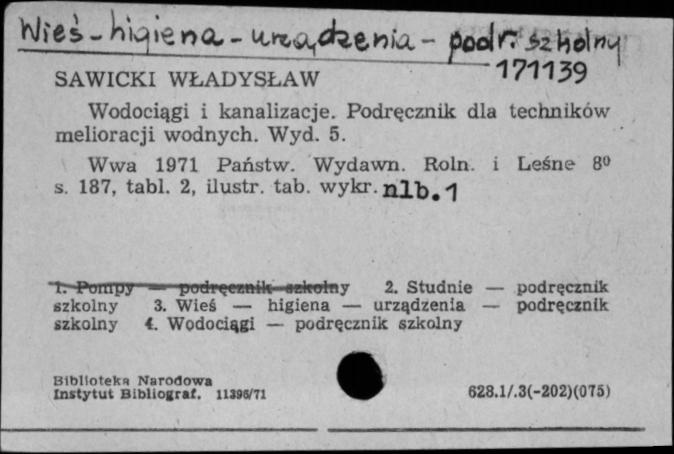 Wieś - higiena - urządzenia - podr. szkolny
171139
SAWICKI WŁADYSŁAW
Wodociągi i kanalizacje. Podręcznik dla techników
melioracji wodnych. Wyd. 5.
Wwa 1971 Państw. Wydawn. Roln. i Leśne 8⁰
s. 187, tabl. 2, ilustr. tab. wykr. nlb. 1
1. Pompy — podręcznik szkolny 2. Studnie — podręcznik
szkolny 3. Wieś — higiena — urządzenia — podręcznik
szkolny 4. Wodociągi — podręcznik szkolny
Biblioteka Narodowa
Instytut Bibliograf. 11396/71
628.1/.3(-202)(075)